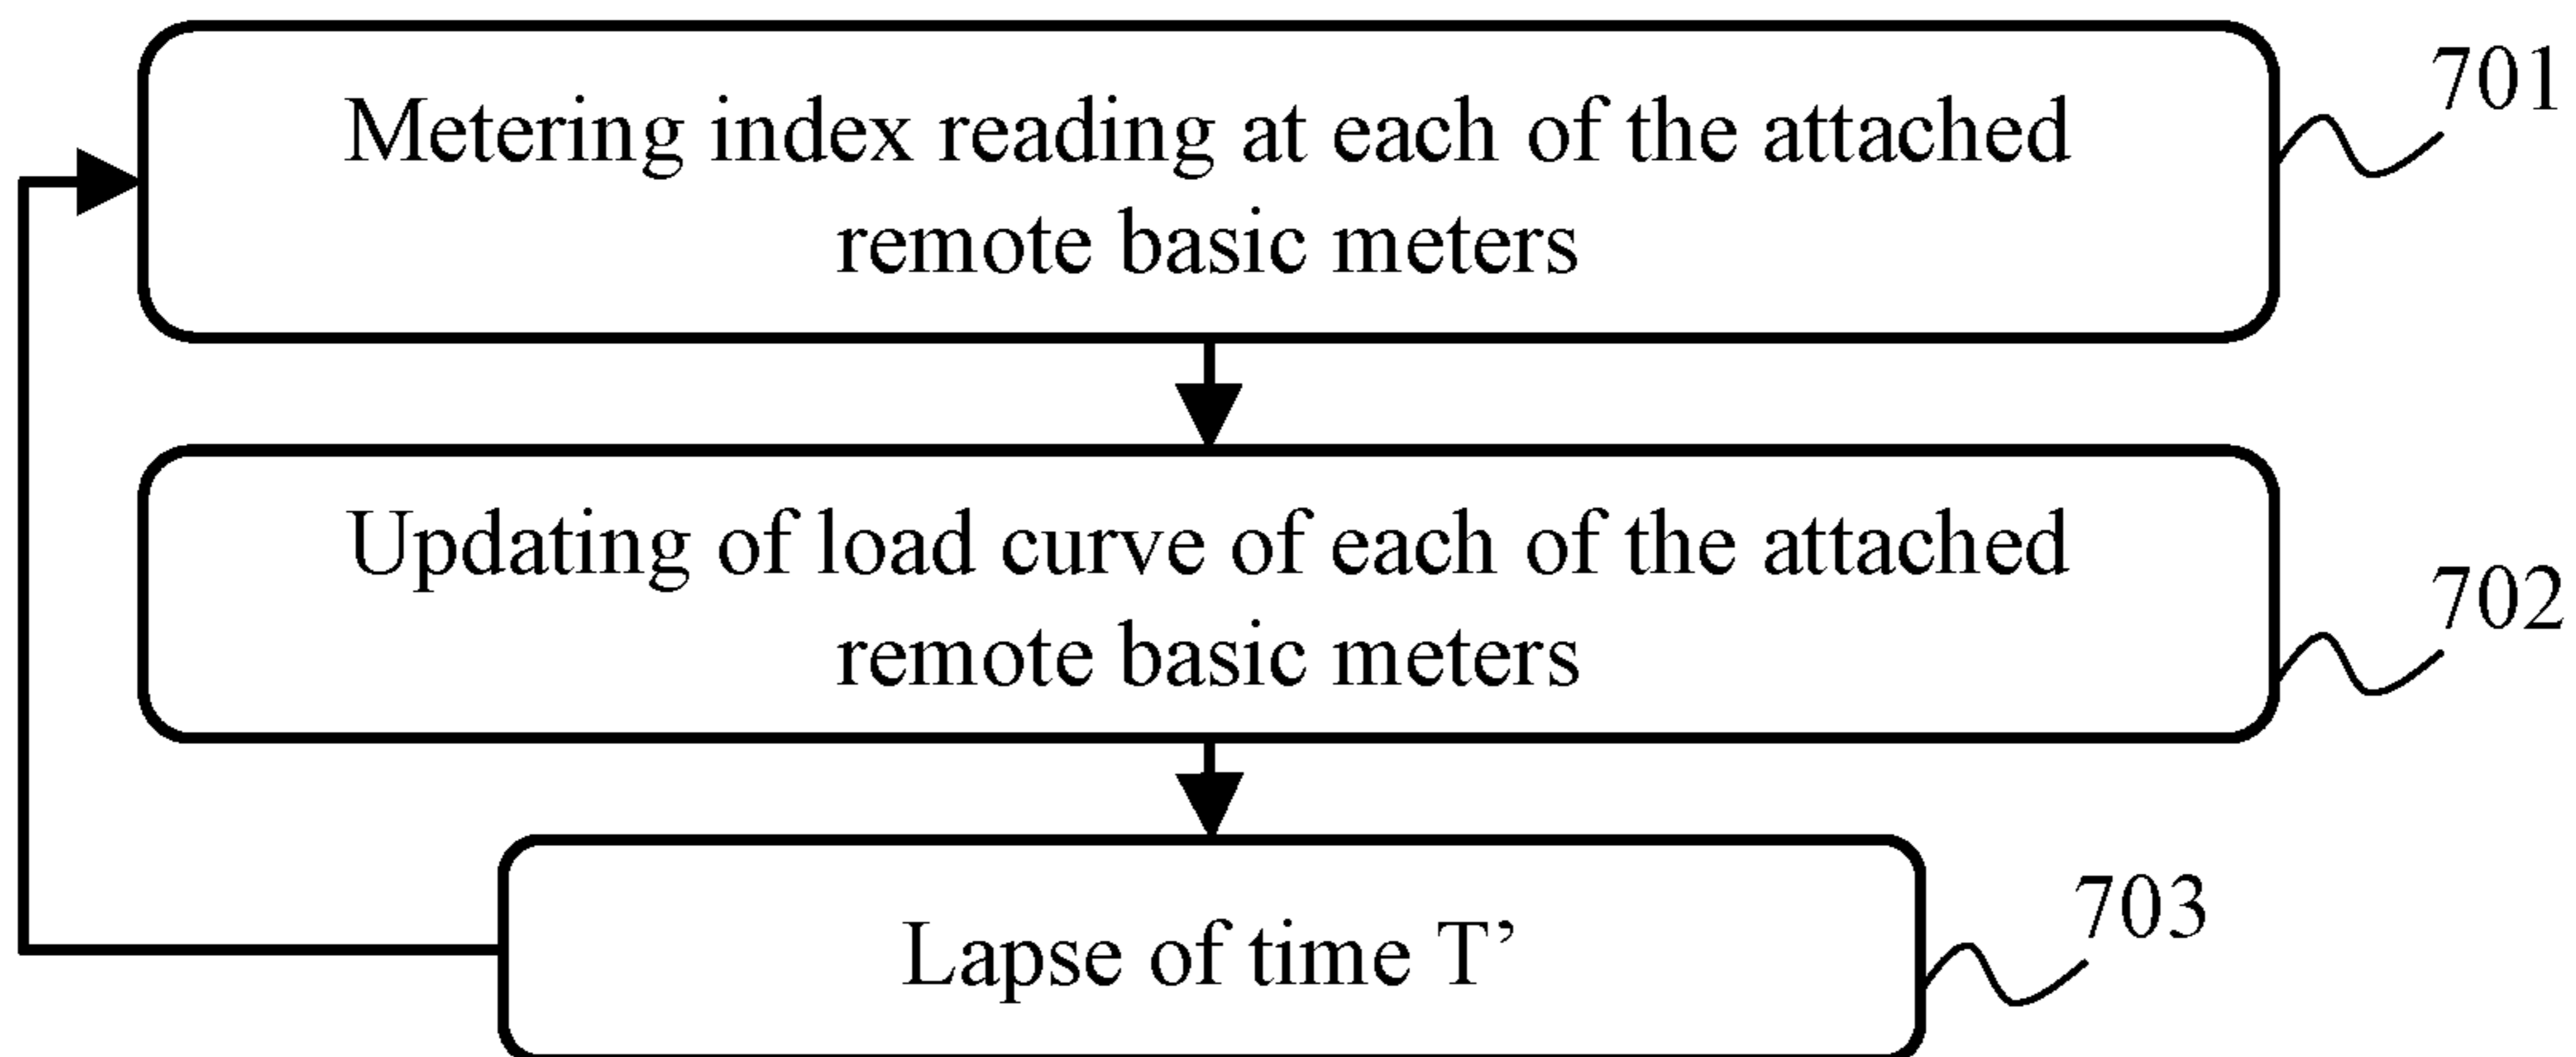 Metering index reading at each of the attached
remote basic meters
701
Updating of load curve of each of the attached
remote basic meters
702
Lapse of time T’
703